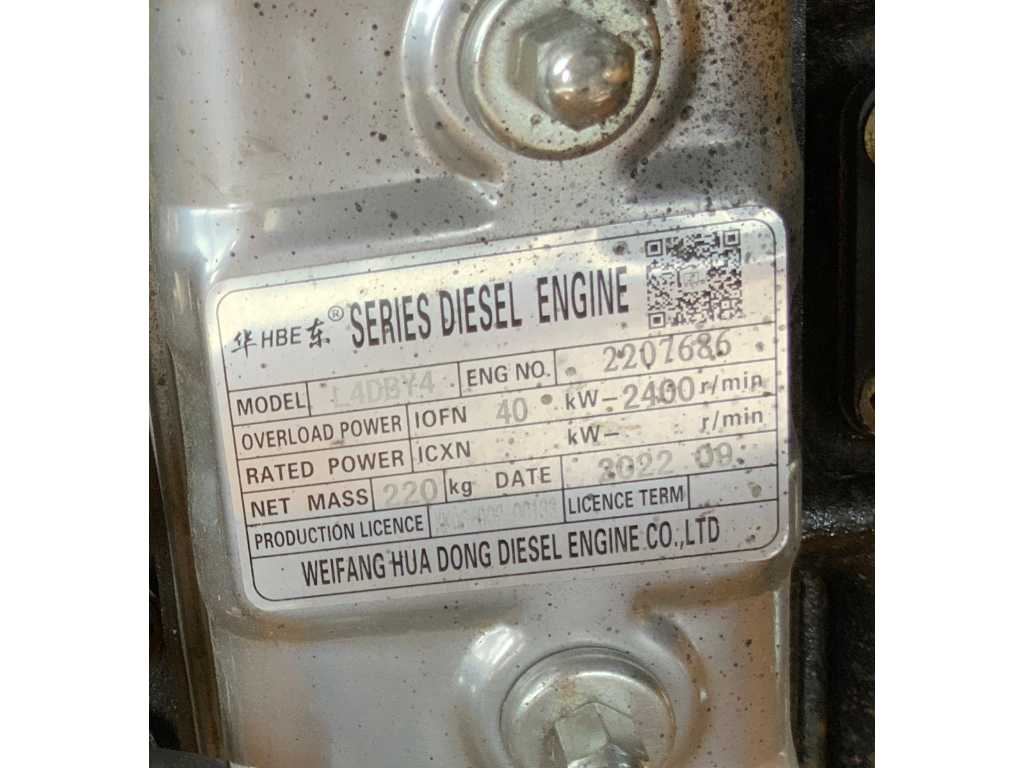 华 HBE 东® SERIES DIESEL ENGINE
MODEL L4DBY4 ENG NO. 2207686
OVERLOAD POWER IOFN 40 kW-2400 r/min
RATED POWER ICXN kW- r/min
NET MASS 220 kg DATE 2022 09
PRODUCTION LICENCE LICENCE TERM
WEIFANG HUA DONG DIESEL ENGINE CO.,LTD